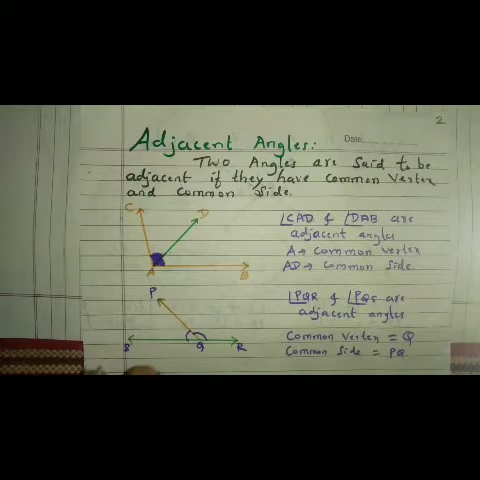 2
Date
Adjacent Angles:
Two Angles are said to be
adjacent if they have common vertex
and common side.
C
D
A
B
∠CAD & ∠DAB are
adjacent angles
A → common vertex
AD → common side.
P
S
Q
R
∠PQR & ∠PQS are
adjacent angles
Common vertex = Q
Common side = PQ.